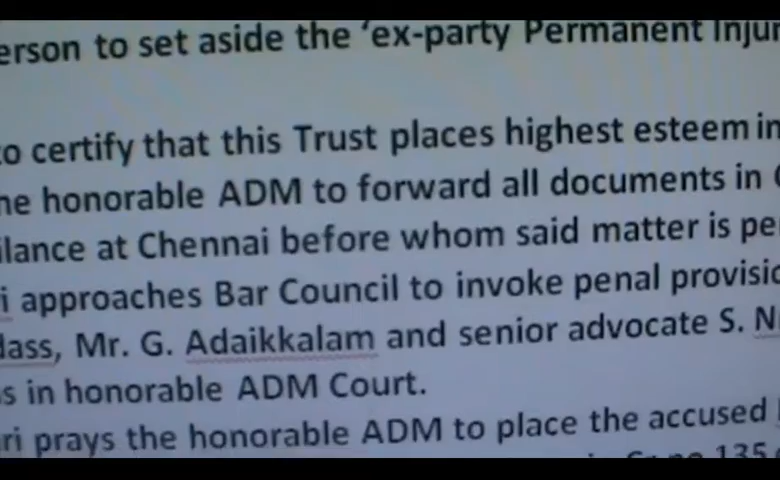 erson to set aside the 'ex-party Permanent Injun
to certify that this Trust places highest esteem in
he honorable ADM to forward all documents in
ilance at Chennai before whom said matter is pe
i approaches Bar Council to invoke penal provisio
dass, Mr. G. Adaikkalam and senior advocate S. N
s in honorable ADM Court.
ri prays the honorable ADM to place the accused
135